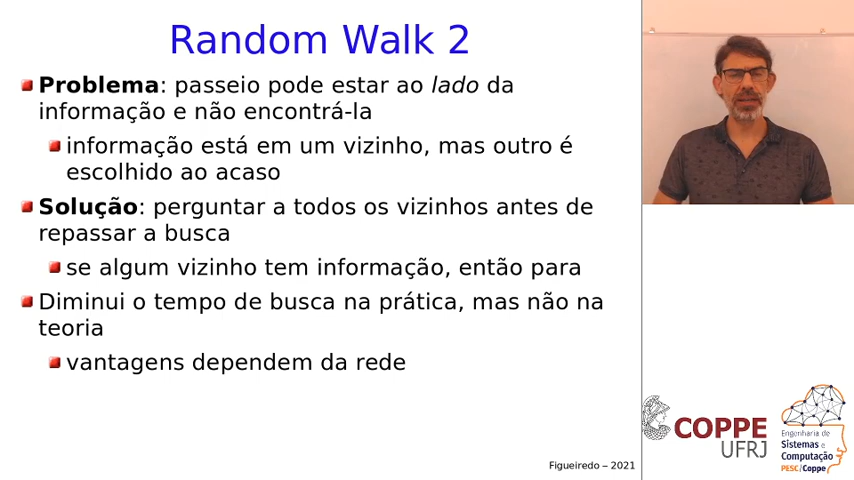 Random Walk 2
Problema: passeio pode estar ao lado da
informação e não encontrá-la
informação está em um vizinho, mas outro é
escolhido ao acaso
Solução: perguntar a todos os vizinhos antes de
repassar a busca
se algum vizinho tem informação, então para
Diminui o tempo de busca na prática, mas não na
teoria
vantagens dependem da rede
Figueiredo – 2021
COPPE
UFRJ
Engenharia de
Sistemas e
Computação
PESC/Coppe